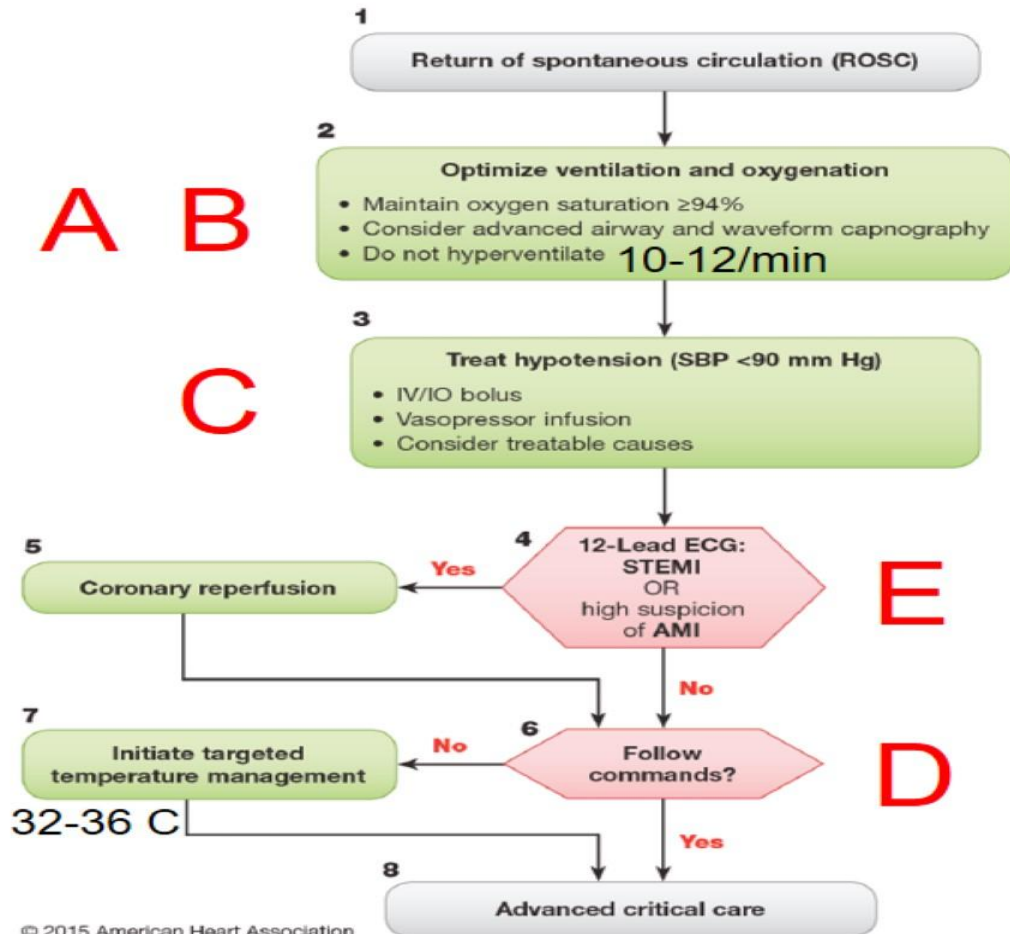 1
Return of spontaneous circulation (ROSC)
2
Optimize ventilation and oxygenation
A B
• Maintain oxygen saturation ≥94%
• Consider advanced airway and waveform capnography
• Do not hyperventilate 10-12/min
3
Treat hypotension (SBP <90 mm Hg)
C
• IV/IO bolus
• Vasopressor infusion
• Consider treatable causes
4
12-Lead ECG:
STEMI
OR
high suspicion
of AMI
E
Yes
5
Coronary reperfusion
No
6
Follow
commands?
D
No
7
Initiate targeted
temperature management
32-36 C
Yes
8
Advanced critical care
© 2015 American Heart Association